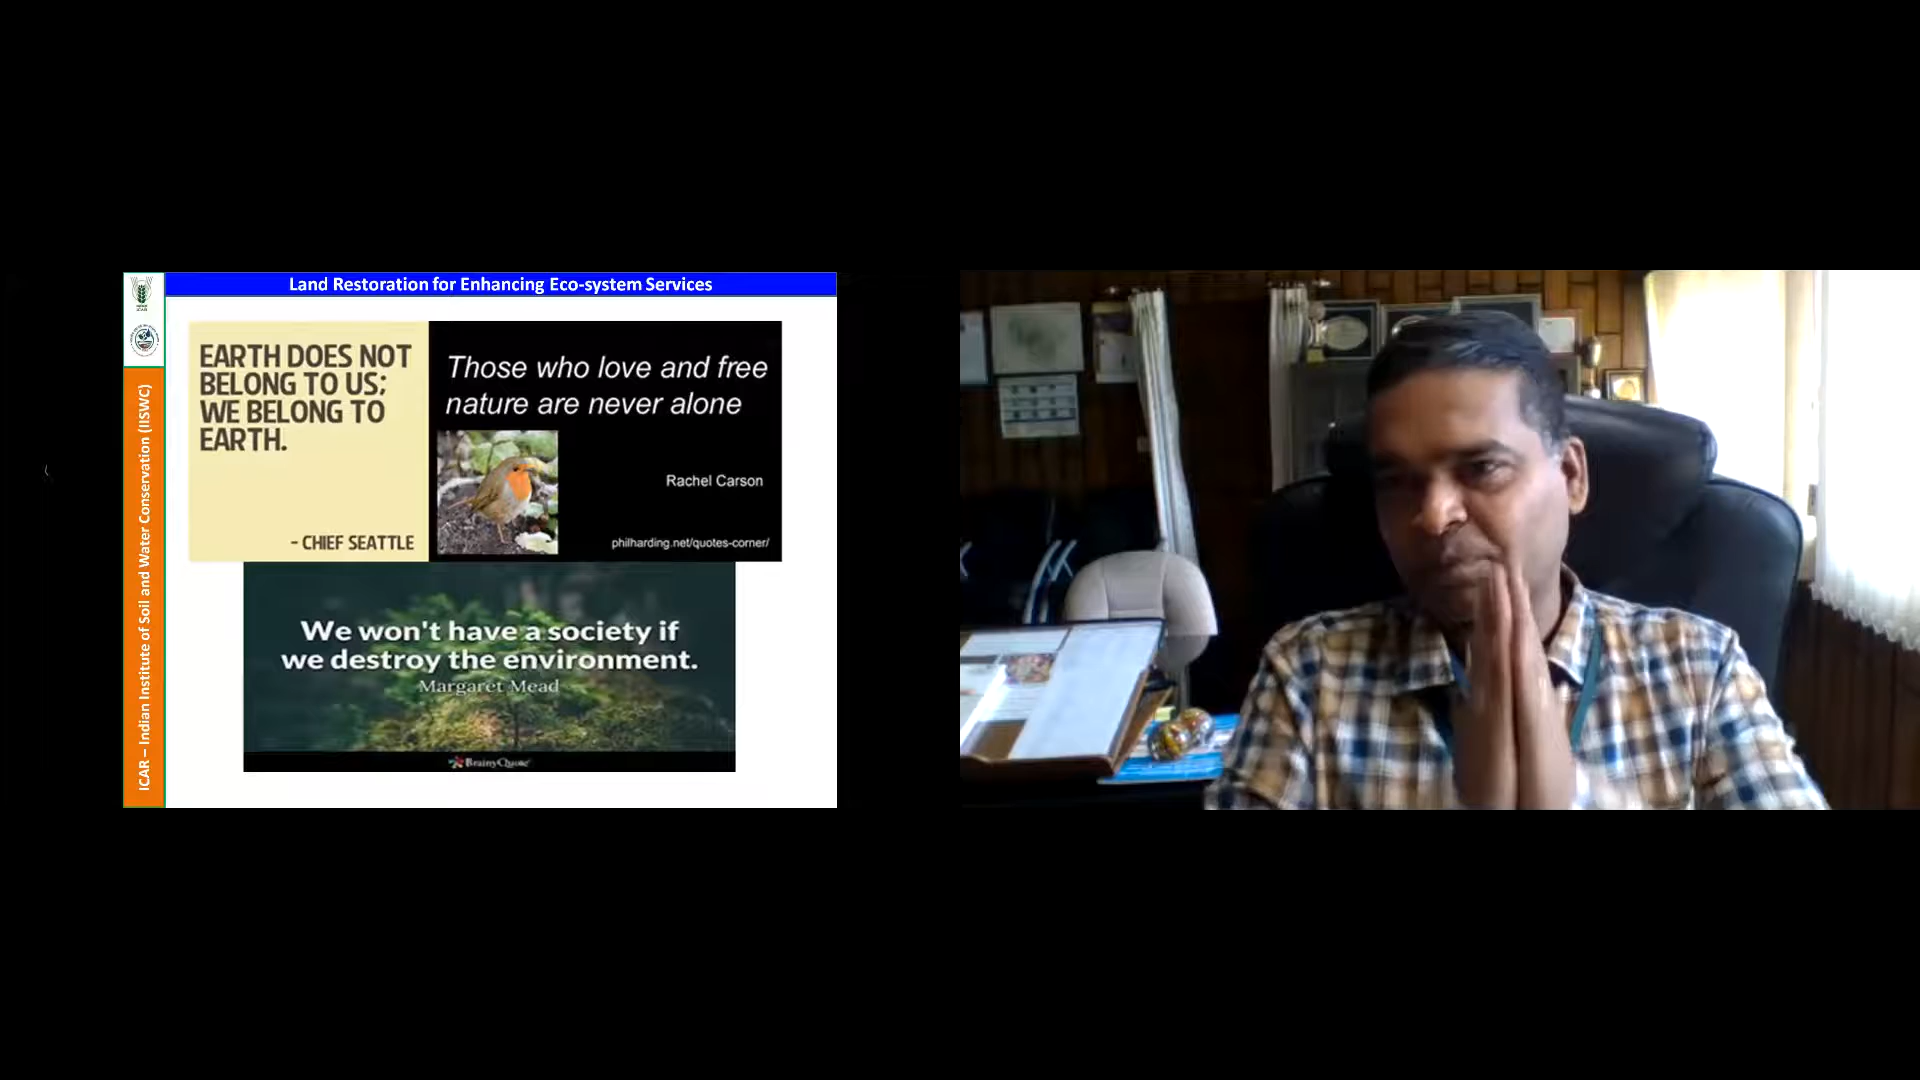 Land Restoration for Enhancing Eco-system Services
ICAR – Indian Institute of Soil and Water Conservation (IISWC)
EARTH DOES NOT
BELONG TO US;
WE BELONG TO
EARTH.
- CHIEF SEATTLE
Those who love and free
nature are never alone
Rachel Carson
philharding.net/quotes-corner/
We won't have a society if
we destroy the environment.
Margaret Mead
BrainyQuote